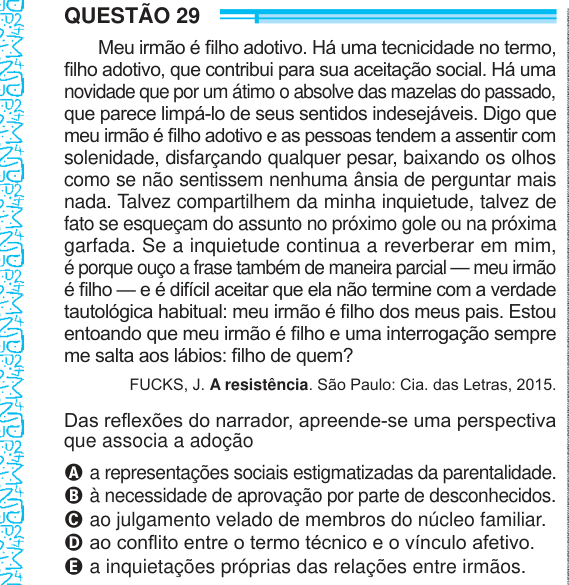 QUESTÃO 29
Meu irmão é filho adotivo. Há uma tecnicidade no termo,
filho adotivo, que contribui para sua aceitação social. Há uma
novidade que por um átimo o absolve das mazelas do passado,
que parece limpá-lo de seus sentidos indesejáveis. Digo que
meu irmão é filho adotivo e as pessoas tendem a assentir com
solenidade, disfarçando qualquer pesar, baixando os olhos
como se não sentissem nenhuma ânsia de perguntar mais
nada. Talvez compartilhem da minha inquietude, talvez de
fato se esqueçam do assunto no próximo gole ou na próxima
garfada. Se a inquietude continua a reverberar em mim,
é porque ouço a frase também de maneira parcial — meu irmão
é filho — e é difícil aceitar que ela não termine com a verdade
tautológica habitual: meu irmão é filho dos meus pais. Estou
entoando que meu irmão é filho e uma interrogação sempre
me salta aos lábios: filho de quem?
FUCKS, J. A resistência. São Paulo: Cia. das Letras, 2015.
Das reflexões do narrador, apreende-se uma perspectiva
que associa a adoção
A a representações sociais estigmatizadas da parentalidade.
B à necessidade de aprovação por parte de desconhecidos.
C ao julgamento velado de membros do núcleo familiar.
D ao conflito entre o termo técnico e o vínculo afetivo.
E a inquietações próprias das relações entre irmãos.